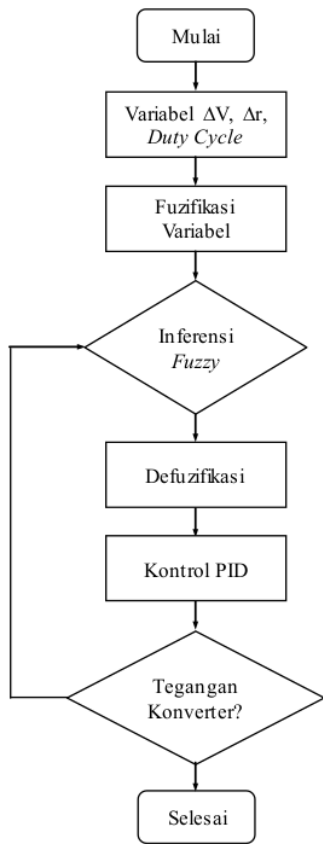 Mulai
Variabel ΔV, Δr,
Duty Cycle
Fuzifikasi
Variabel
Inferensi
Fuzzy
Defuzifikasi
Kontrol PID
Tegangan
Konverter?
Selesai